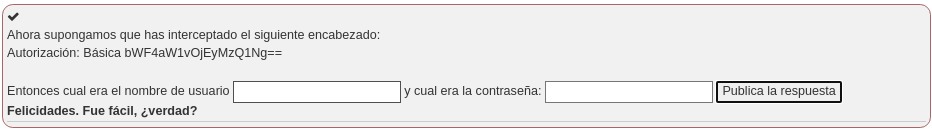 Ahora supongamos que has interceptado el siguiente encabezado:
Autorización: Básica bWF4aW1vOjEyMzQ1Ng==
Entonces cual era el nombre de usuario y cual era la contraseña: Publica la respuesta
Felicidades. Fue fácil, ¿verdad?